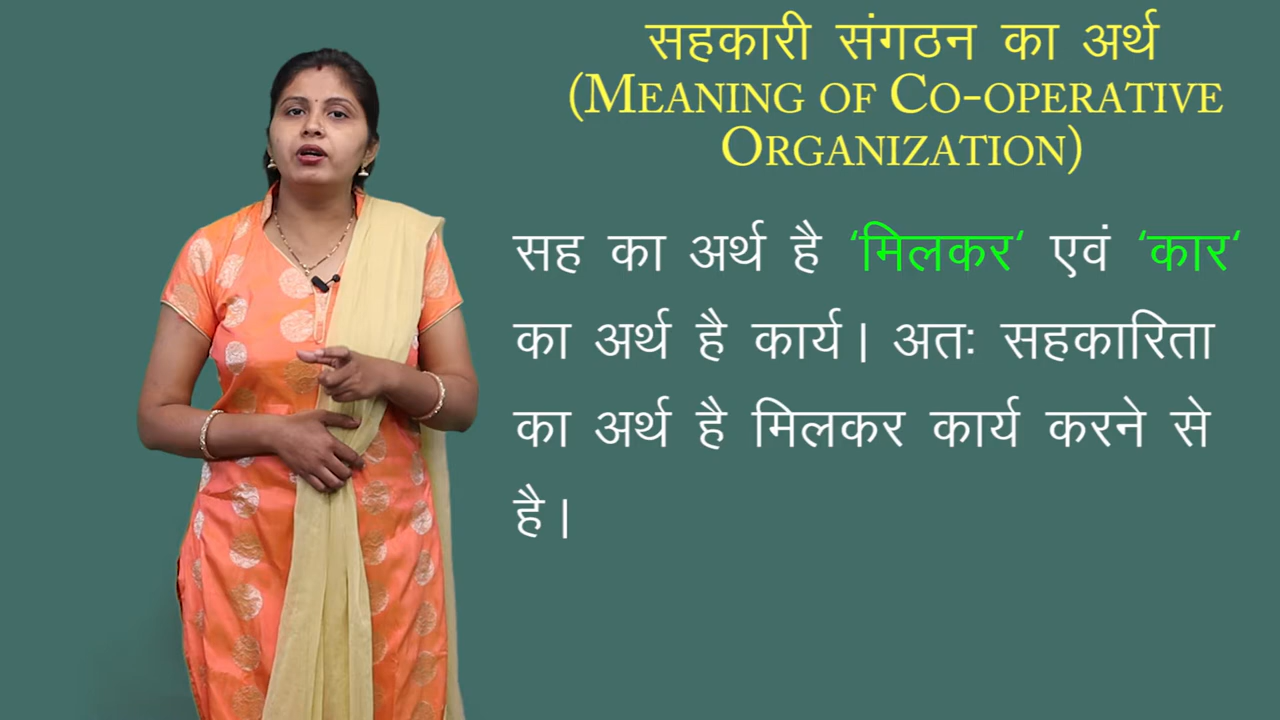 सहकारी संगठन का अर्थ
(Meaning of Co-operative
Organization)
सह का अर्थ है ‘मिलकर‘ एवं ‘कार‘
का अर्थ है कार्य। अतः सहकारिता
का अर्थ है मिलकर कार्य करने से
है।